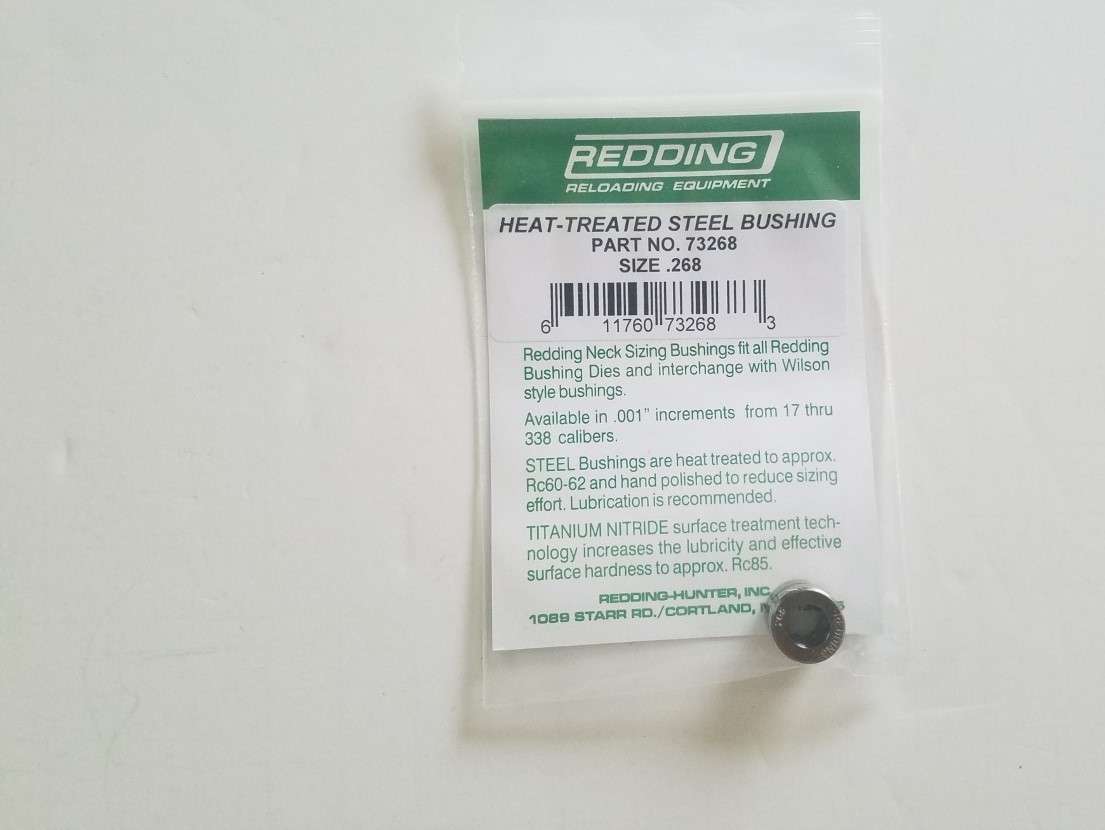 REDDING
RELOADING EQUIPMENT
HEAT-TREATED STEEL BUSHING
PART NO. 73268
SIZE .268
6 11760 73268 3
Redding Neck Sizing Bushings fit all Redding
Bushing Dies and interchange with Wilson
style bushings.
Available in .001” increments from 17 thru
338 calibers.
STEEL Bushings are heat treated to approx.
Rc60-62 and hand polished to reduce sizing
effort. Lubrication is recommended.
TITANIUM NITRIDE surface treatment tech-
nology increases the lubricity and effective
surface hardness to approx. Rc85.
REDDING-HUNTER, INC.
1089 STARR RD./CORTLAND,